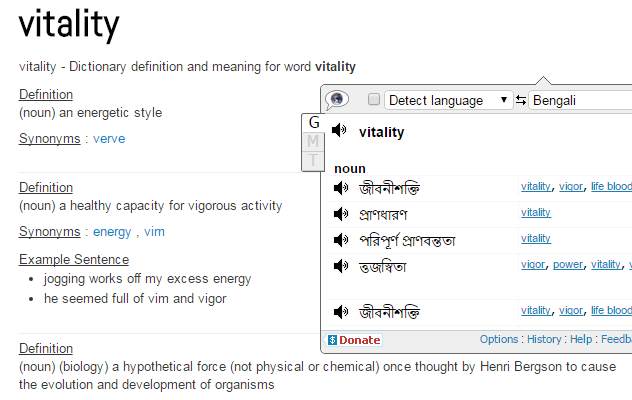 vitality
vitality - Dictionary definition and meaning for word vitality
Definition
(noun) an energetic style
Synonyms : verve
Definition
(noun) a healthy capacity for vigorous activity
Synonyms : energy , vim
Example Sentence
jogging works off my excess energy
he seemed full of vim and vigor
Definition
(noun) (biology) a hypothetical force (not physical or chemical) once thought by Henri Bergson to cause
the evolution and development of organisms
Detect language Bengali
G
M
T
vitality
noun
জীবনীশক্তি vitality, vigor, life blood
প্রাণধারণ vitality
পরিপূর্ণ প্রাণবন্ততা vitality
ত্তজস্বিতা vigor, power, vitality,
জীবনীশক্তি vitality, vigor, life blood
$ Donate Options : History : Help : Feedb